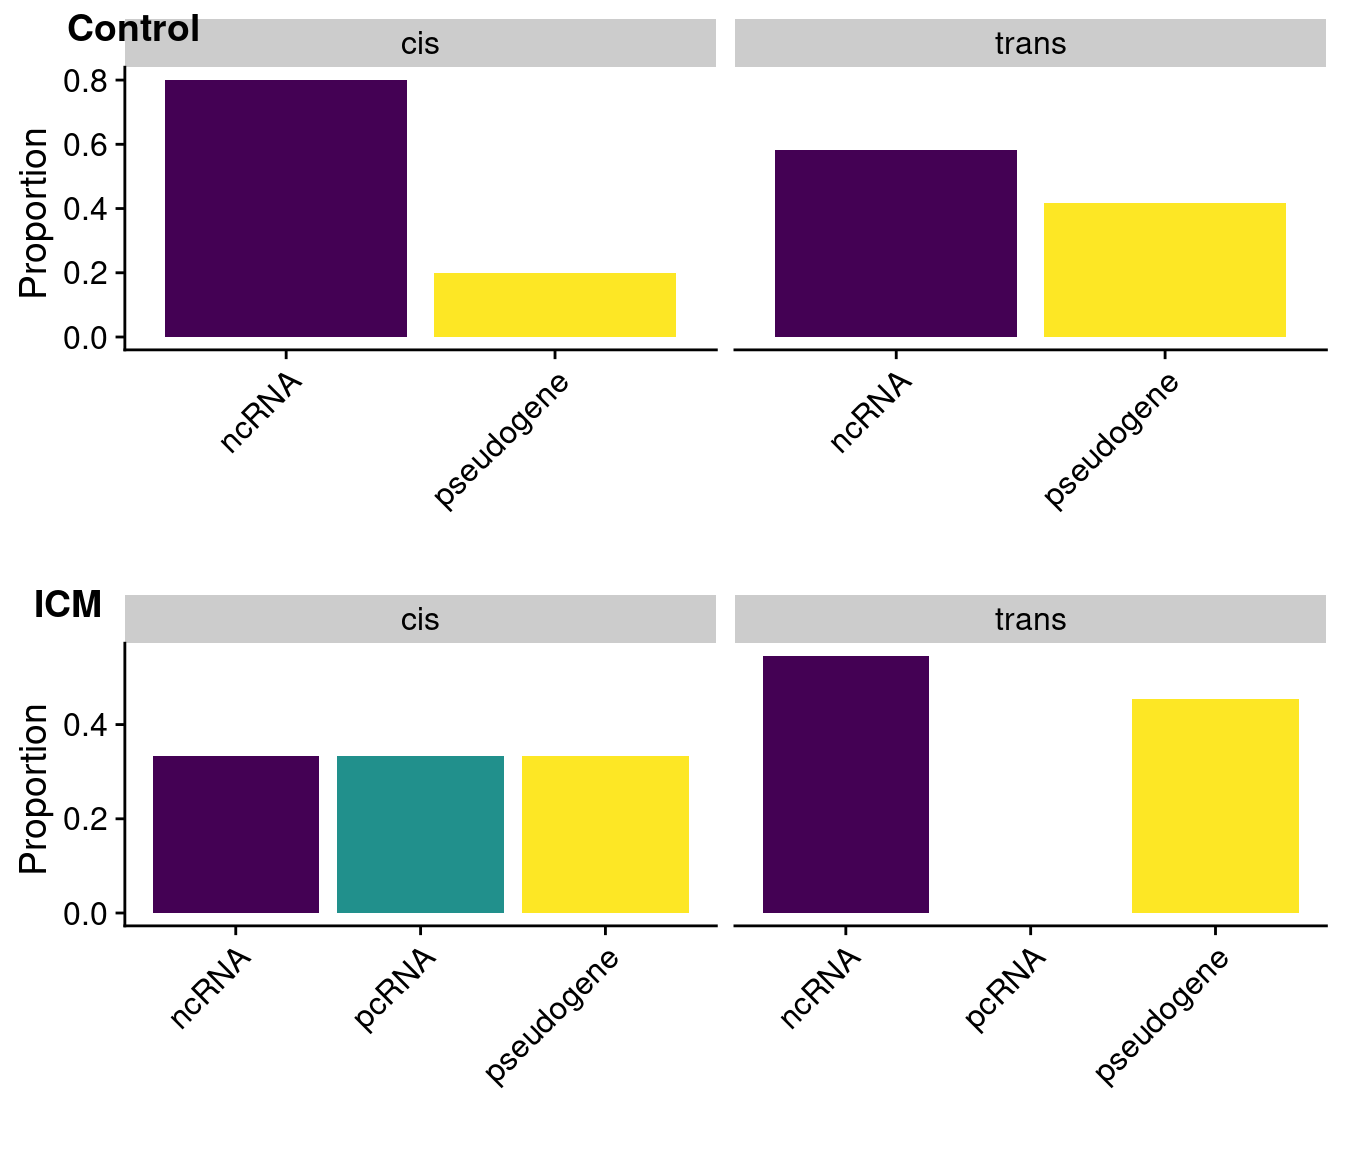 Control
cis
trans
Proportion
0.8
0.6
0.4
0.2
0.0
ncRNA
pseudogene
ncRNA
pseudogene
ICM
cis
trans
Proportion
0.4
0.2
0.0
ncRNA
pcRNA
pseudogene
ncRNA
pcRNA
pseudogene